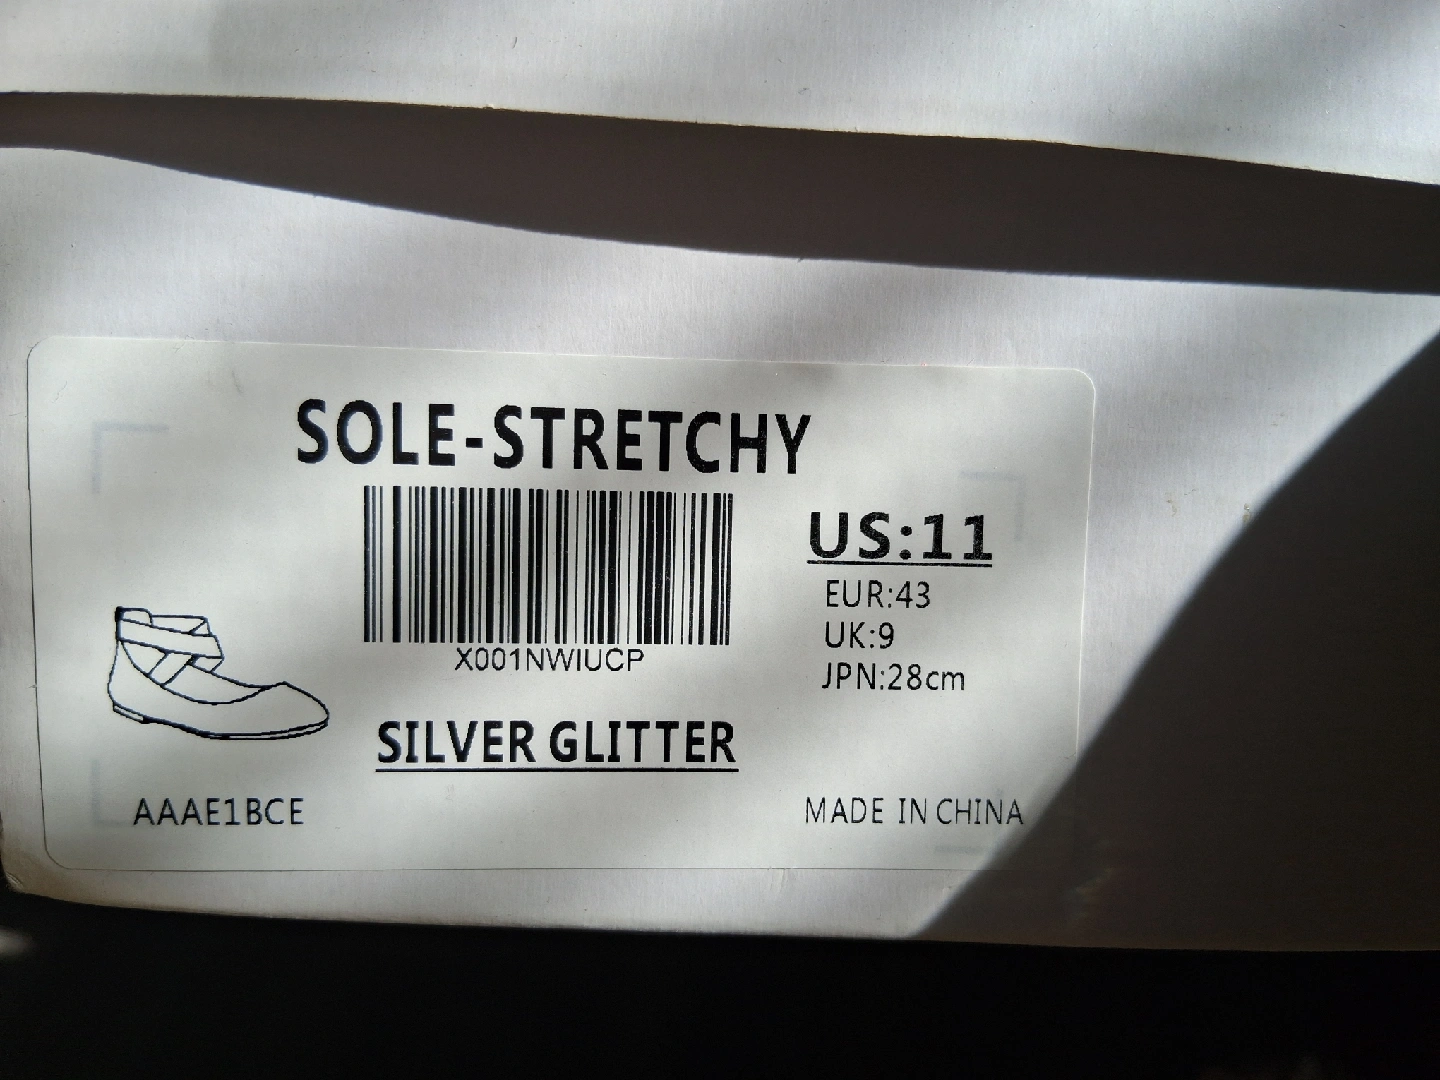 SOLE-STRETCHY
X001NWIUCP
US:11
EUR:43
UK:9
JPN:28cm
SILVER GLITTER
AAAE1BCE
MADE IN CHINA